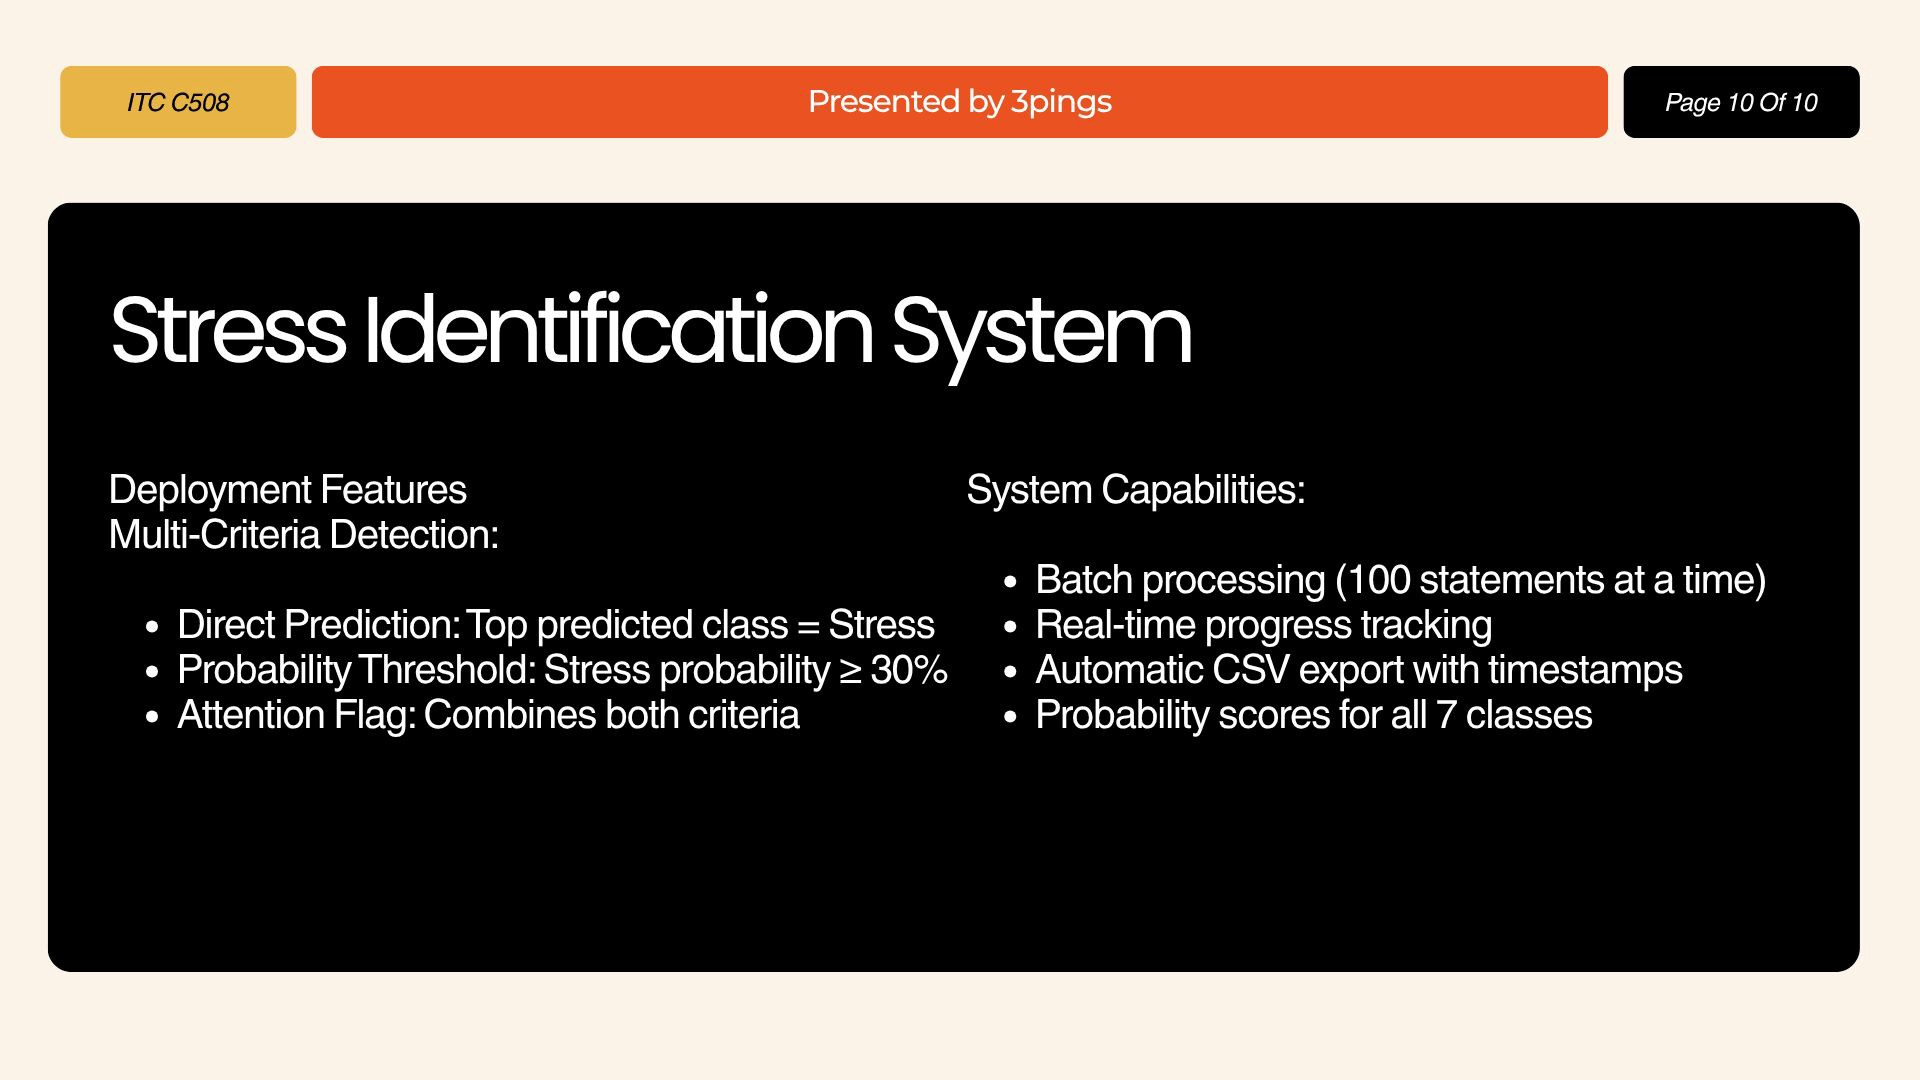 ITC C508
Presented by 3pings
Page 10 Of 10
Stress Identification System
Deployment Features
Multi-Criteria Detection:
• Direct Prediction: Top predicted class = Stress
• Probability Threshold: Stress probability ≥ 30%
• Attention Flag: Combines both criteria
System Capabilities:
• Batch processing (100 statements at a time)
• Real-time progress tracking
• Automatic CSV export with timestamps
• Probability scores for all 7 classes